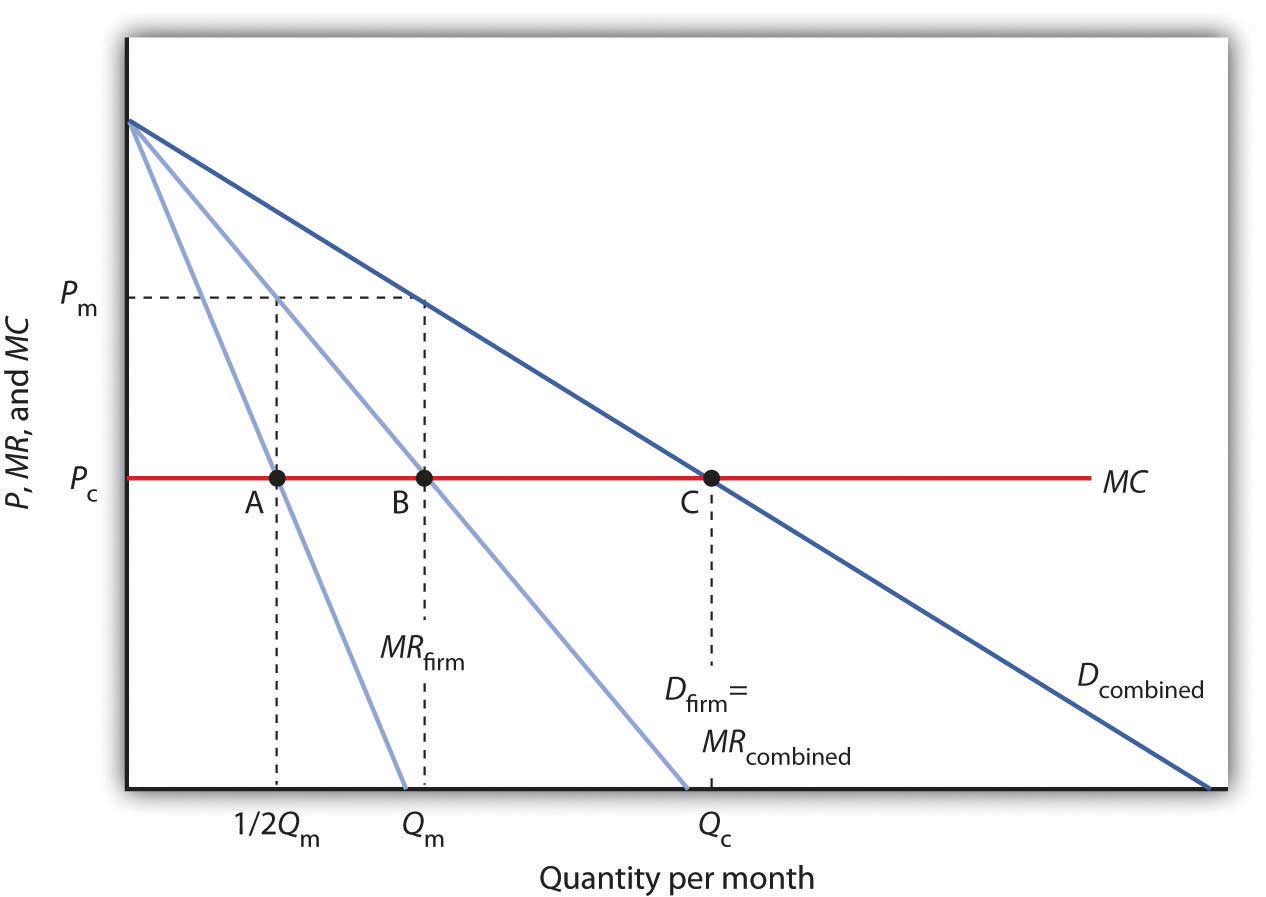 P, MR, and MC
Pm
Pc
A
B
C
MC
MRfirm
Dfirm=
MRcombined
Dcombined
1/2Qm
Qm
Qc
Quantity per month